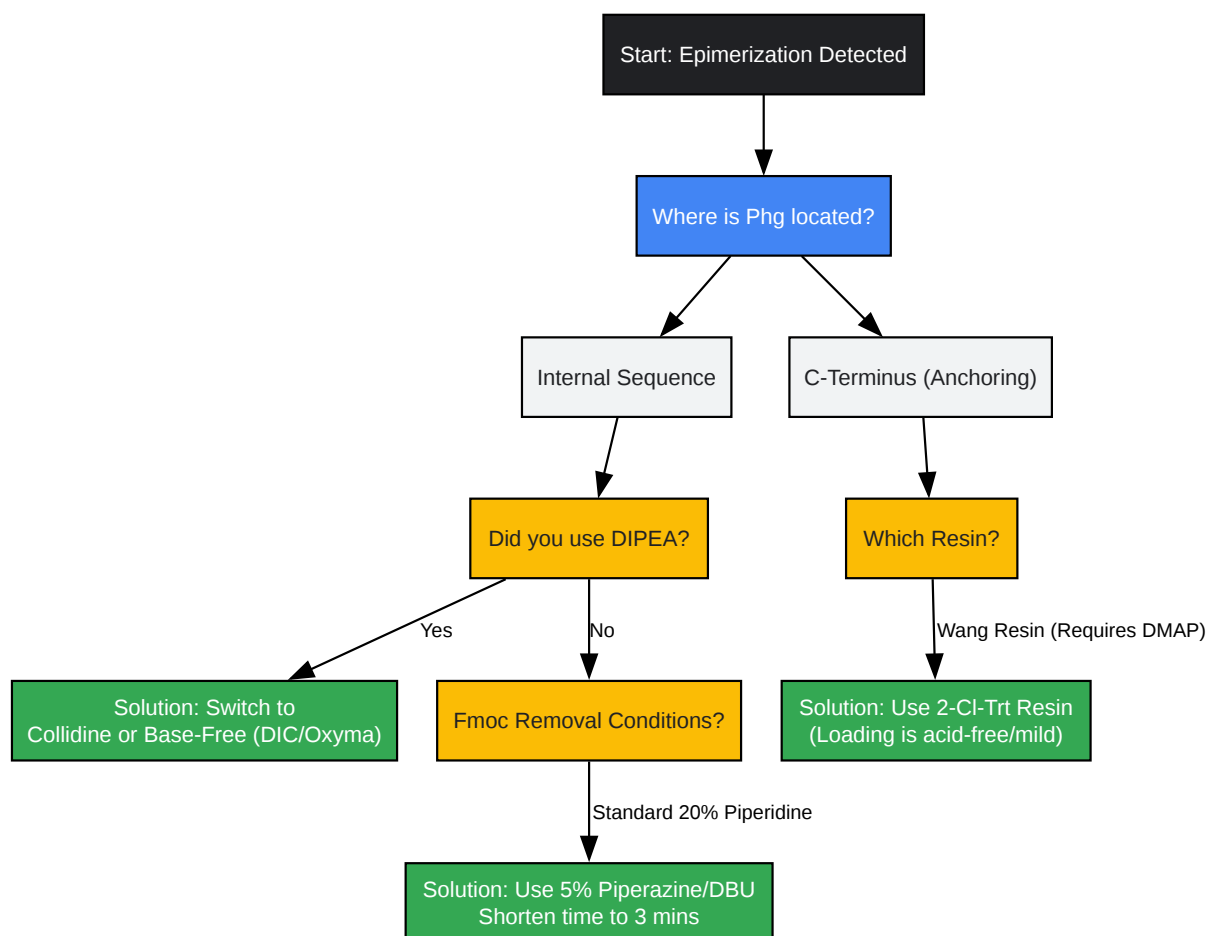 Start: Epimerization Detected
Where is Phg located?
Internal Sequence
C-Terminus (Anchoring)
Did you use DIPEA?
Which Resin?
Yes
No
Wang Resin (Requires DMAP)
Solution: Switch to
Collidine or Base-Free (DIC/Oxyma)
Fmoc Removal Conditions?
Solution: Use 2-Cl-Trt Resin
(Loading is acid-free/mild)
Standard 20% Piperidine
Solution: Use 5% Piperazine/DBU
Shorten time to 3 mins